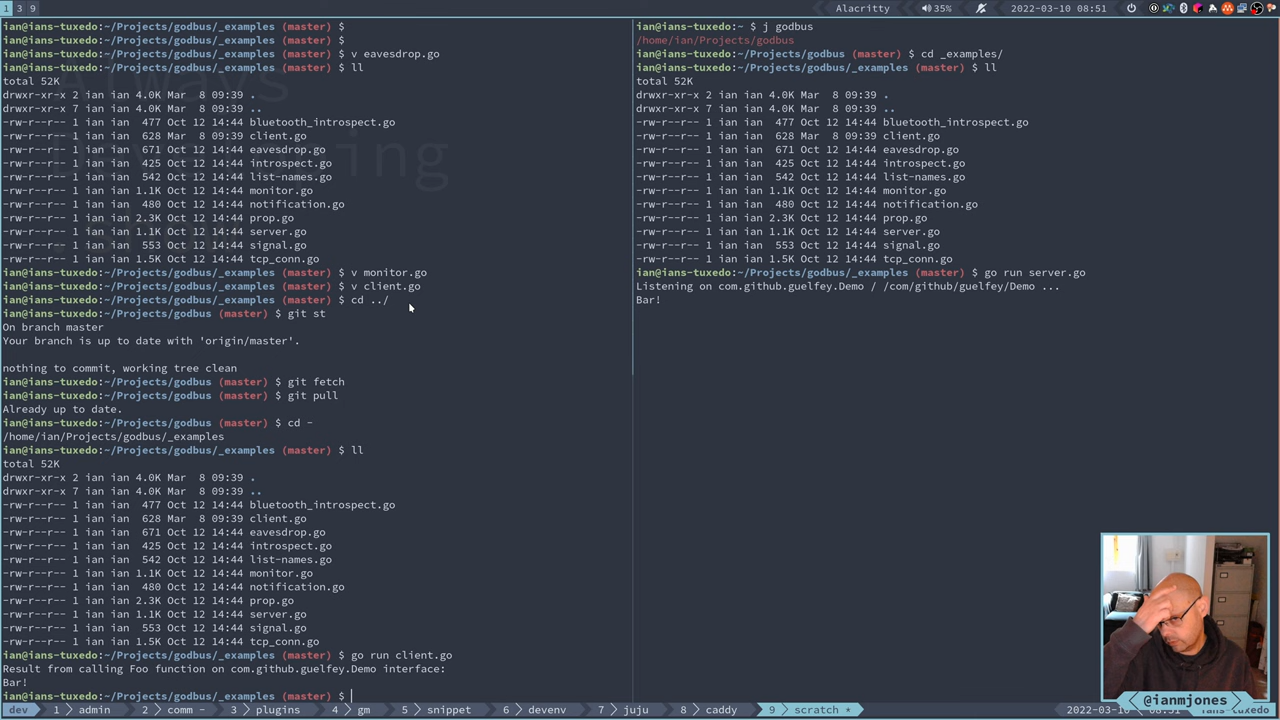 1 3 9
Alacritty
35%
2022-03-10 08:51
ian@ians-tuxedo:~/Projects/godbus/_examples (master) $
ian@ians-tuxedo:~/Projects/godbus/_examples (master) $
ian@ians-tuxedo:~/Projects/godbus/_examples (master) $ v eavesdrop.go
ian@ians-tuxedo:~/Projects/godbus/_examples (master) $ ll
total 52K
drwxr-xr-x 2 ian ian 4.0K Mar  8 09:39 .
drwxr-xr-x 7 ian ian 4.0K Mar  8 09:39 ..
-rw-r--r-- 1 ian ian  477 Oct 12 14:44 bluetooth_introspect.go
-rw-r--r-- 1 ian ian  628 Mar  8 09:39 client.go
-rw-r--r-- 1 ian ian  671 Oct 12 14:44 eavesdrop.go
-rw-r--r-- 1 ian ian  425 Oct 12 14:44 introspect.go
-rw-r--r-- 1 ian ian  542 Oct 12 14:44 list-names.go
-rw-r--r-- 1 ian ian 1.1K Oct 12 14:44 monitor.go
-rw-r--r-- 1 ian ian  480 Oct 12 14:44 notification.go
-rw-r--r-- 1 ian ian 2.3K Oct 12 14:44 prop.go
-rw-r--r-- 1 ian ian 1.1K Oct 12 14:44 server.go
-rw-r--r-- 1 ian ian  553 Oct 12 14:44 signal.go
-rw-r--r-- 1 ian ian 1.5K Oct 12 14:44 tcp_conn.go
ian@ians-tuxedo:~/Projects/godbus/_examples (master) $ v monitor.go
ian@ians-tuxedo:~/Projects/godbus/_examples (master) $ v client.go
ian@ians-tuxedo:~/Projects/godbus/_examples (master) $ cd ../
ian@ians-tuxedo:~/Projects/godbus (master) $ git st
On branch master
Your branch is up to date with 'origin/master'.
nothing to commit, working tree clean
ian@ians-tuxedo:~/Projects/godbus (master) $ git fetch
ian@ians-tuxedo:~/Projects/godbus (master) $ git pull
Already up to date.
ian@ians-tuxedo:~/Projects/godbus (master) $ cd -
/home/ian/Projects/godbus/_examples
ian@ians-tuxedo:~/Projects/godbus/_examples (master) $ ll
total 52K
drwxr-xr-x 2 ian ian 4.0K Mar  8 09:39 .
drwxr-xr-x 7 ian ian 4.0K Mar  8 09:39 ..
-rw-r--r-- 1 ian ian  477 Oct 12 14:44 bluetooth_introspect.go
-rw-r--r-- 1 ian ian  628 Mar  8 09:39 client.go
-rw-r--r-- 1 ian ian  671 Oct 12 14:44 eavesdrop.go
-rw-r--r-- 1 ian ian  425 Oct 12 14:44 introspect.go
-rw-r--r-- 1 ian ian  542 Oct 12 14:44 list-names.go
-rw-r--r-- 1 ian ian 1.1K Oct 12 14:44 monitor.go
-rw-r--r-- 1 ian ian  480 Oct 12 14:44 notification.go
-rw-r--r-- 1 ian ian 2.3K Oct 12 14:44 prop.go
-rw-r--r-- 1 ian ian 1.1K Oct 12 14:44 server.go
-rw-r--r-- 1 ian ian  553 Oct 12 14:44 signal.go
-rw-r--r-- 1 ian ian 1.5K Oct 12 14:44 tcp_conn.go
ian@ians-tuxedo:~/Projects/godbus/_examples (master) $ go run client.go
Result from calling Foo function on com.github.guelfey.Demo interface:
Bar!
ian@ians-tuxedo:~/Projects/godbus/_examples (master) $
ian@ians-tuxedo:~ $ j godbus
/home/ian/Projects/godbus
ian@ians-tuxedo:~/Projects/godbus (master) $ cd _examples/
ian@ians-tuxedo:~/Projects/godbus/_examples (master) $ ll
total 52K
drwxr-xr-x 2 ian ian 4.0K Mar  8 09:39 .
drwxr-xr-x 7 ian ian 4.0K Mar  8 09:39 ..
-rw-r--r-- 1 ian ian  477 Oct 12 14:44 bluetooth_introspect.go
-rw-r--r-- 1 ian ian  628 Mar  8 09:39 client.go
-rw-r--r-- 1 ian ian  671 Oct 12 14:44 eavesdrop.go
-rw-r--r-- 1 ian ian  425 Oct 12 14:44 introspect.go
-rw-r--r-- 1 ian ian  542 Oct 12 14:44 list-names.go
-rw-r--r-- 1 ian ian 1.1K Oct 12 14:44 monitor.go
-rw-r--r-- 1 ian ian  480 Oct 12 14:44 notification.go
-rw-r--r-- 1 ian ian 2.3K Oct 12 14:44 prop.go
-rw-r--r-- 1 ian ian 1.1K Oct 12 14:44 server.go
-rw-r--r-- 1 ian ian  553 Oct 12 14:44 signal.go
-rw-r--r-- 1 ian ian 1.5K Oct 12 14:44 tcp_conn.go
ian@ians-tuxedo:~/Projects/godbus/_examples (master) $ go run server.go
Listening on com.github.guelfey.Demo / /com/github/guelfey/Demo ...
Bar!
@ianmjones
dev 1 admin 2 comm - 3 plugins 4 gm 5 snippet 6 devenv 7 juju 8 caddy 9 scratch *